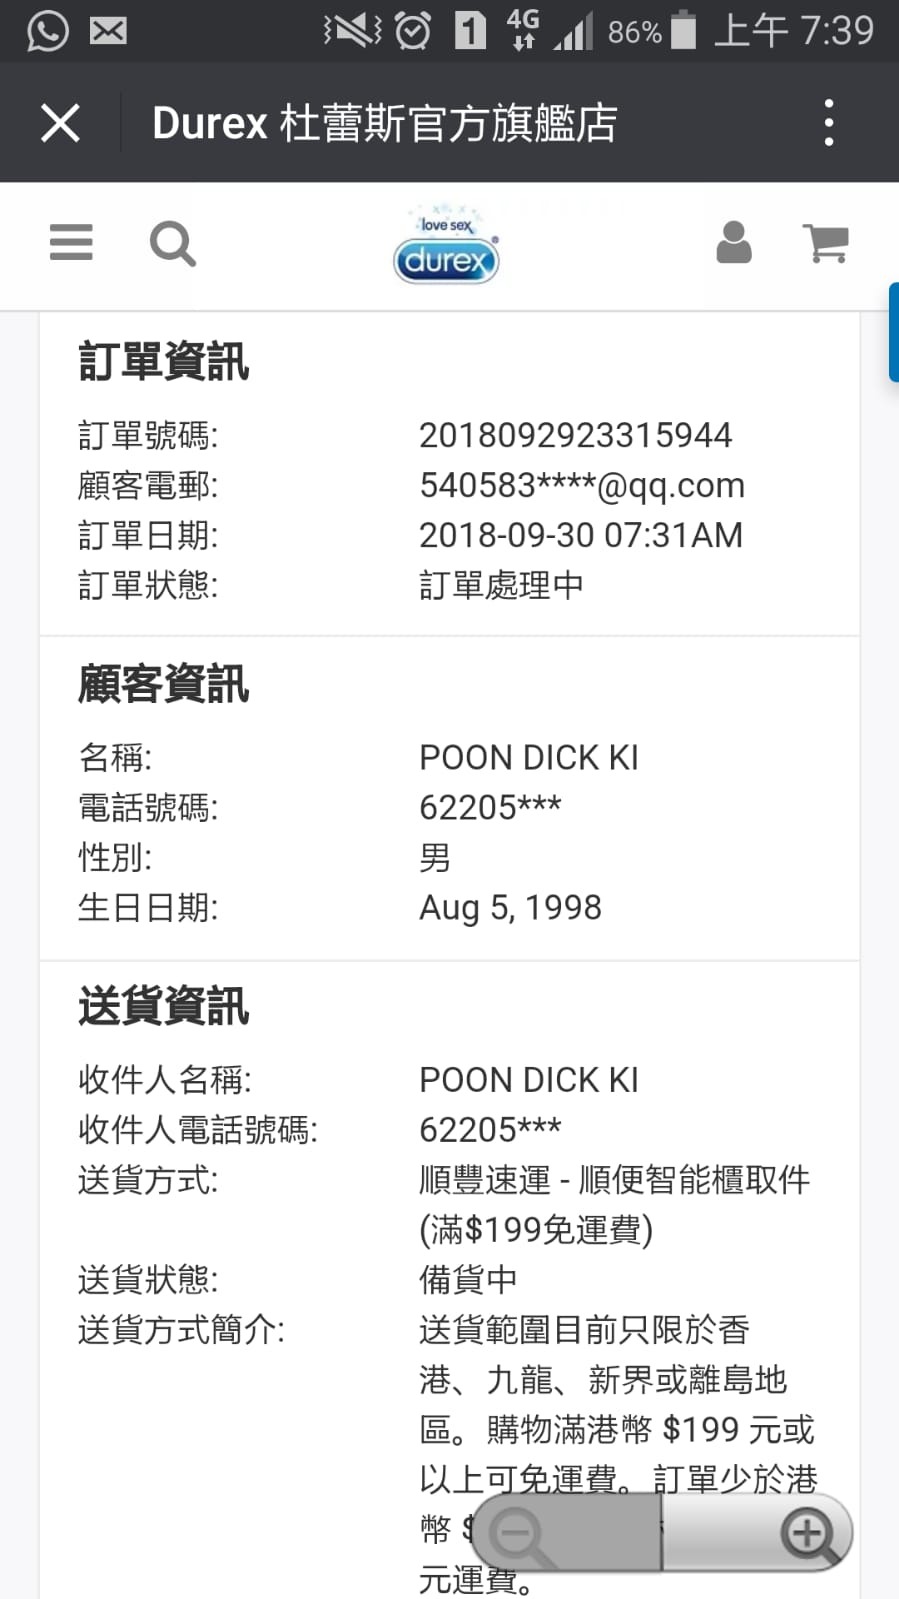 1 4G 86% 上午 7:39
Durex 杜蕾斯官方旗艦店
love sex
durex®
訂單資訊
訂單號碼: 2018092923315944
顧客電郵: 540583****@qq.com
訂單日期: 2018-09-30 07:31AM
訂單狀態: 訂單處理中
顧客資訊
名稱: POON DICK KI
電話號碼: 62205***
性別: 男
生日日期: Aug 5, 1998
送貨資訊
收件人名稱: POON DICK KI
收件人電話號碼: 62205***
送貨方式: 順豐速運 - 順便智能櫃取件
(滿$199免運費)
送貨狀態: 備貨中
送貨方式簡介: 送貨範圍目前只限於香
港、九龍、新界或離島地
區。購物滿港幣 $199 元或
以上可免運費。訂單少於港
幣 $
元運費。